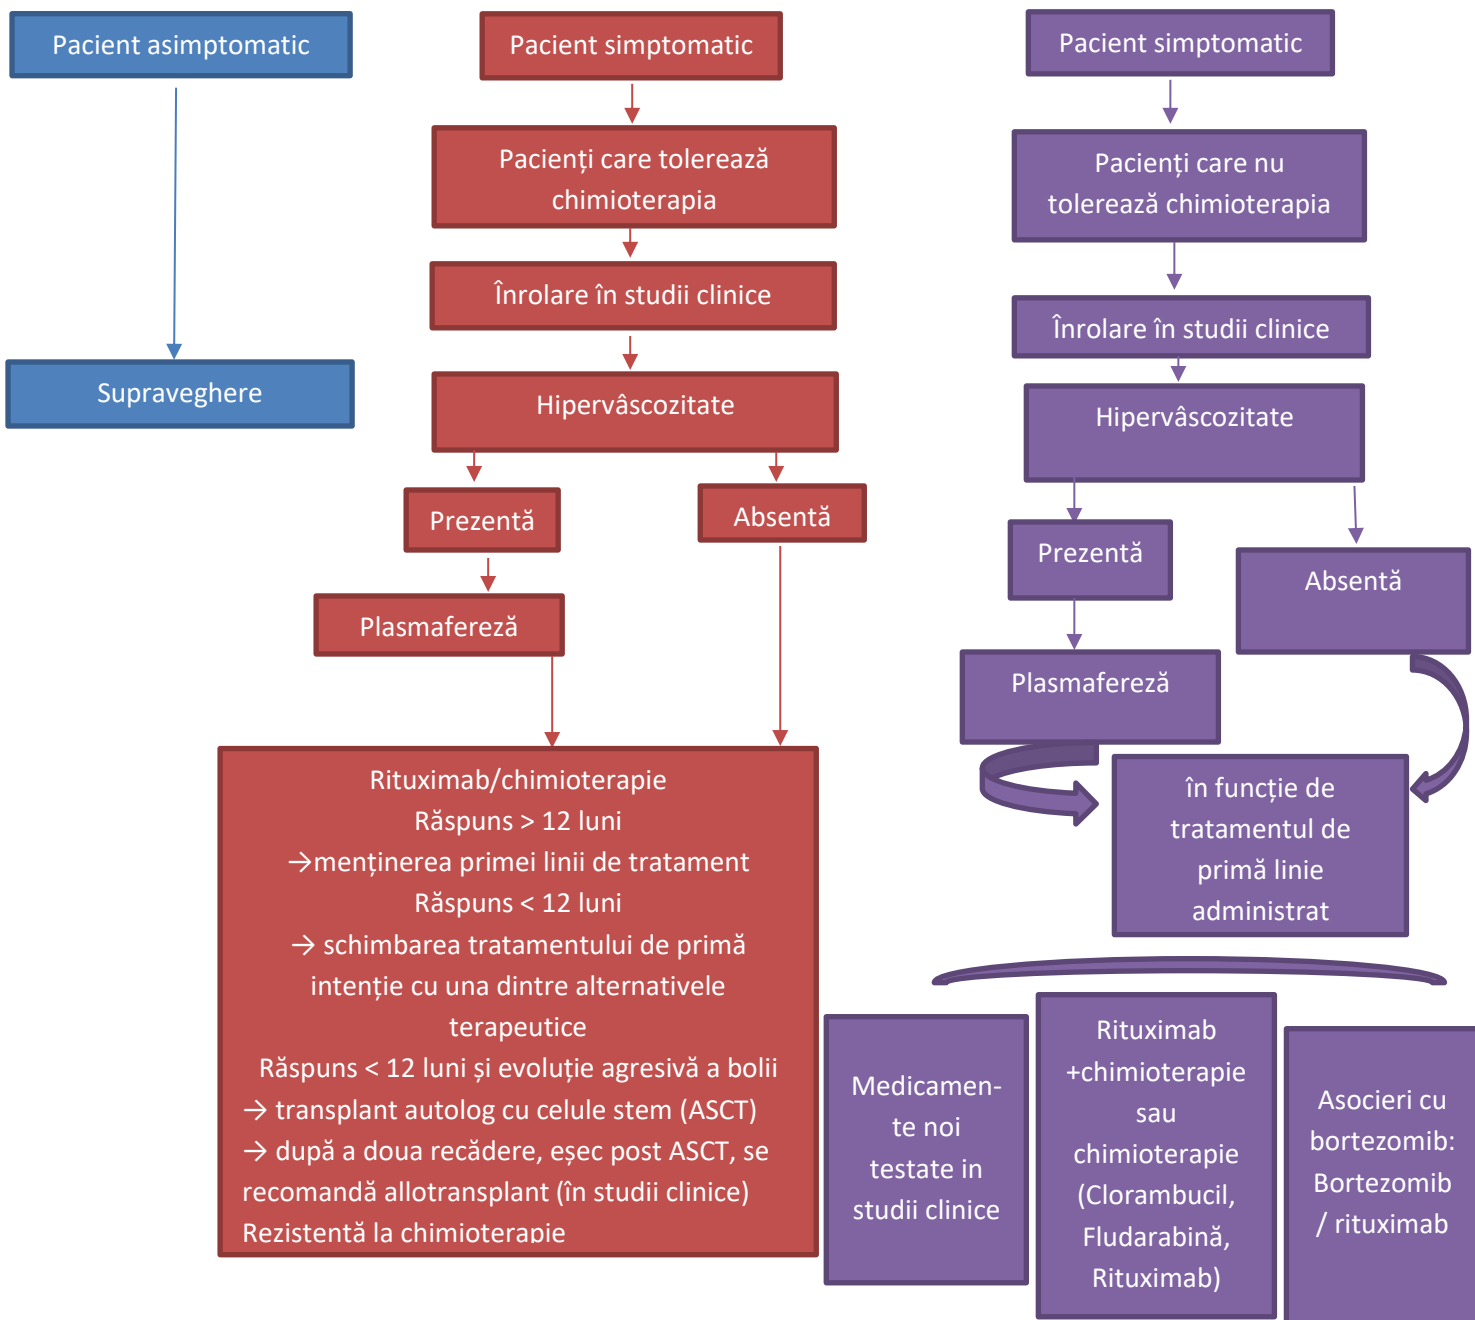 Pacient asimptomatic
Supraveghere
Pacient simptomatic
Pacienți care tolerează
chimioterapia
Înrolare în studii clinice
Hipervâscozitate
Prezentă
Absentă
Plasmafereză
Rituximab/chimioterapie
Răspuns > 12 luni
→menținerea primei linii de tratament
Răspuns < 12 luni
→ schimbarea tratamentului de primă
intenție cu una dintre alternativele
terapeutice
Răspuns < 12 luni și evoluție agresivă a bolii
→ transplant autolog cu celule stem (ASCT)
→ după a doua recădere, eșec post ASCT, se
recomandă allotransplant (în studii clinice)
Rezistentă la chimioterapie
Pacient simptomatic
Pacienți care nu
tolerează chimioterapia
Înrolare în studii clinice
Hipervâscozitate
Prezentă
Absentă
Plasmafereză
în funcție de
tratamentul de
primă linie
administrat
Medicamen-
te noi
testate in
studii clinice
Rituximab
+chimioterapie
sau
chimioterapie
(Clorambucil,
Fludarabină,
Rituximab)
Asocieri cu
bortezomib:
Bortezomib
/ rituximab